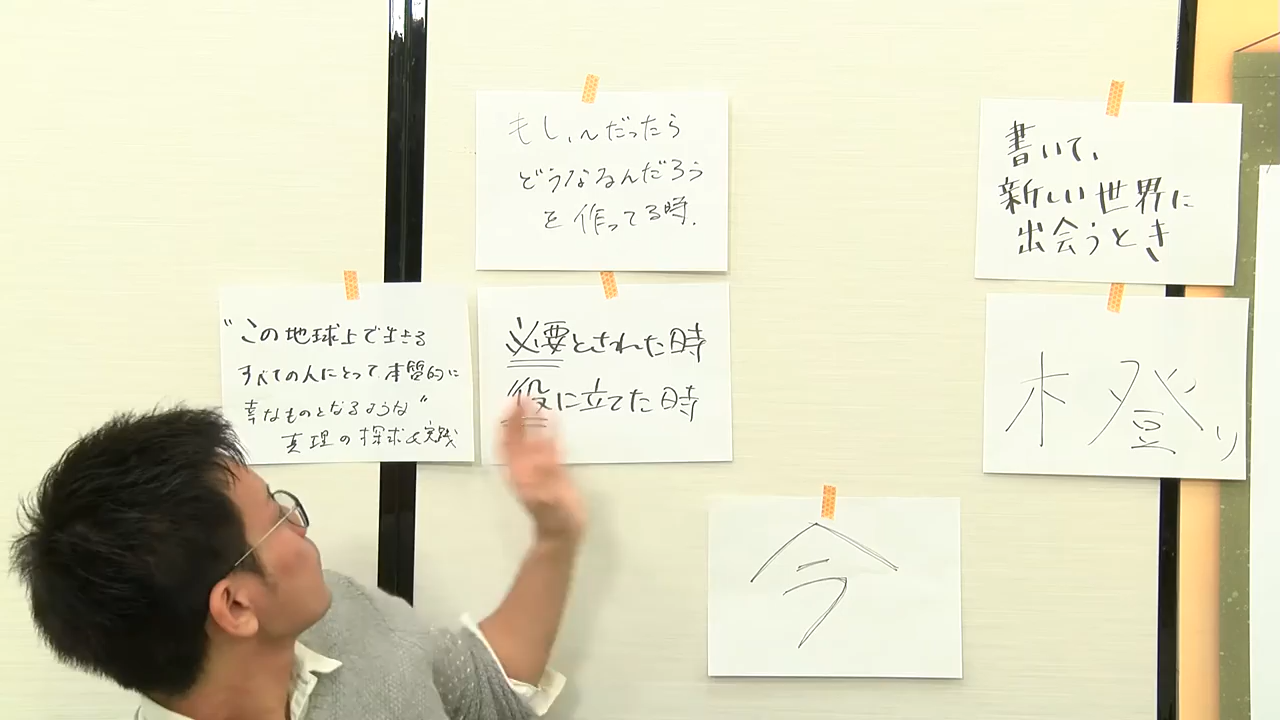 もし、〜だったら
どうなるんだろう
を作ってる時.
書いて、
新しい世界に
出会うとき
"この地球上で生きる
すべての人にとって、本質的に
幸なものとなるような"
真理の探求&実践
必要とされた時
役に立てた時
木登り
今